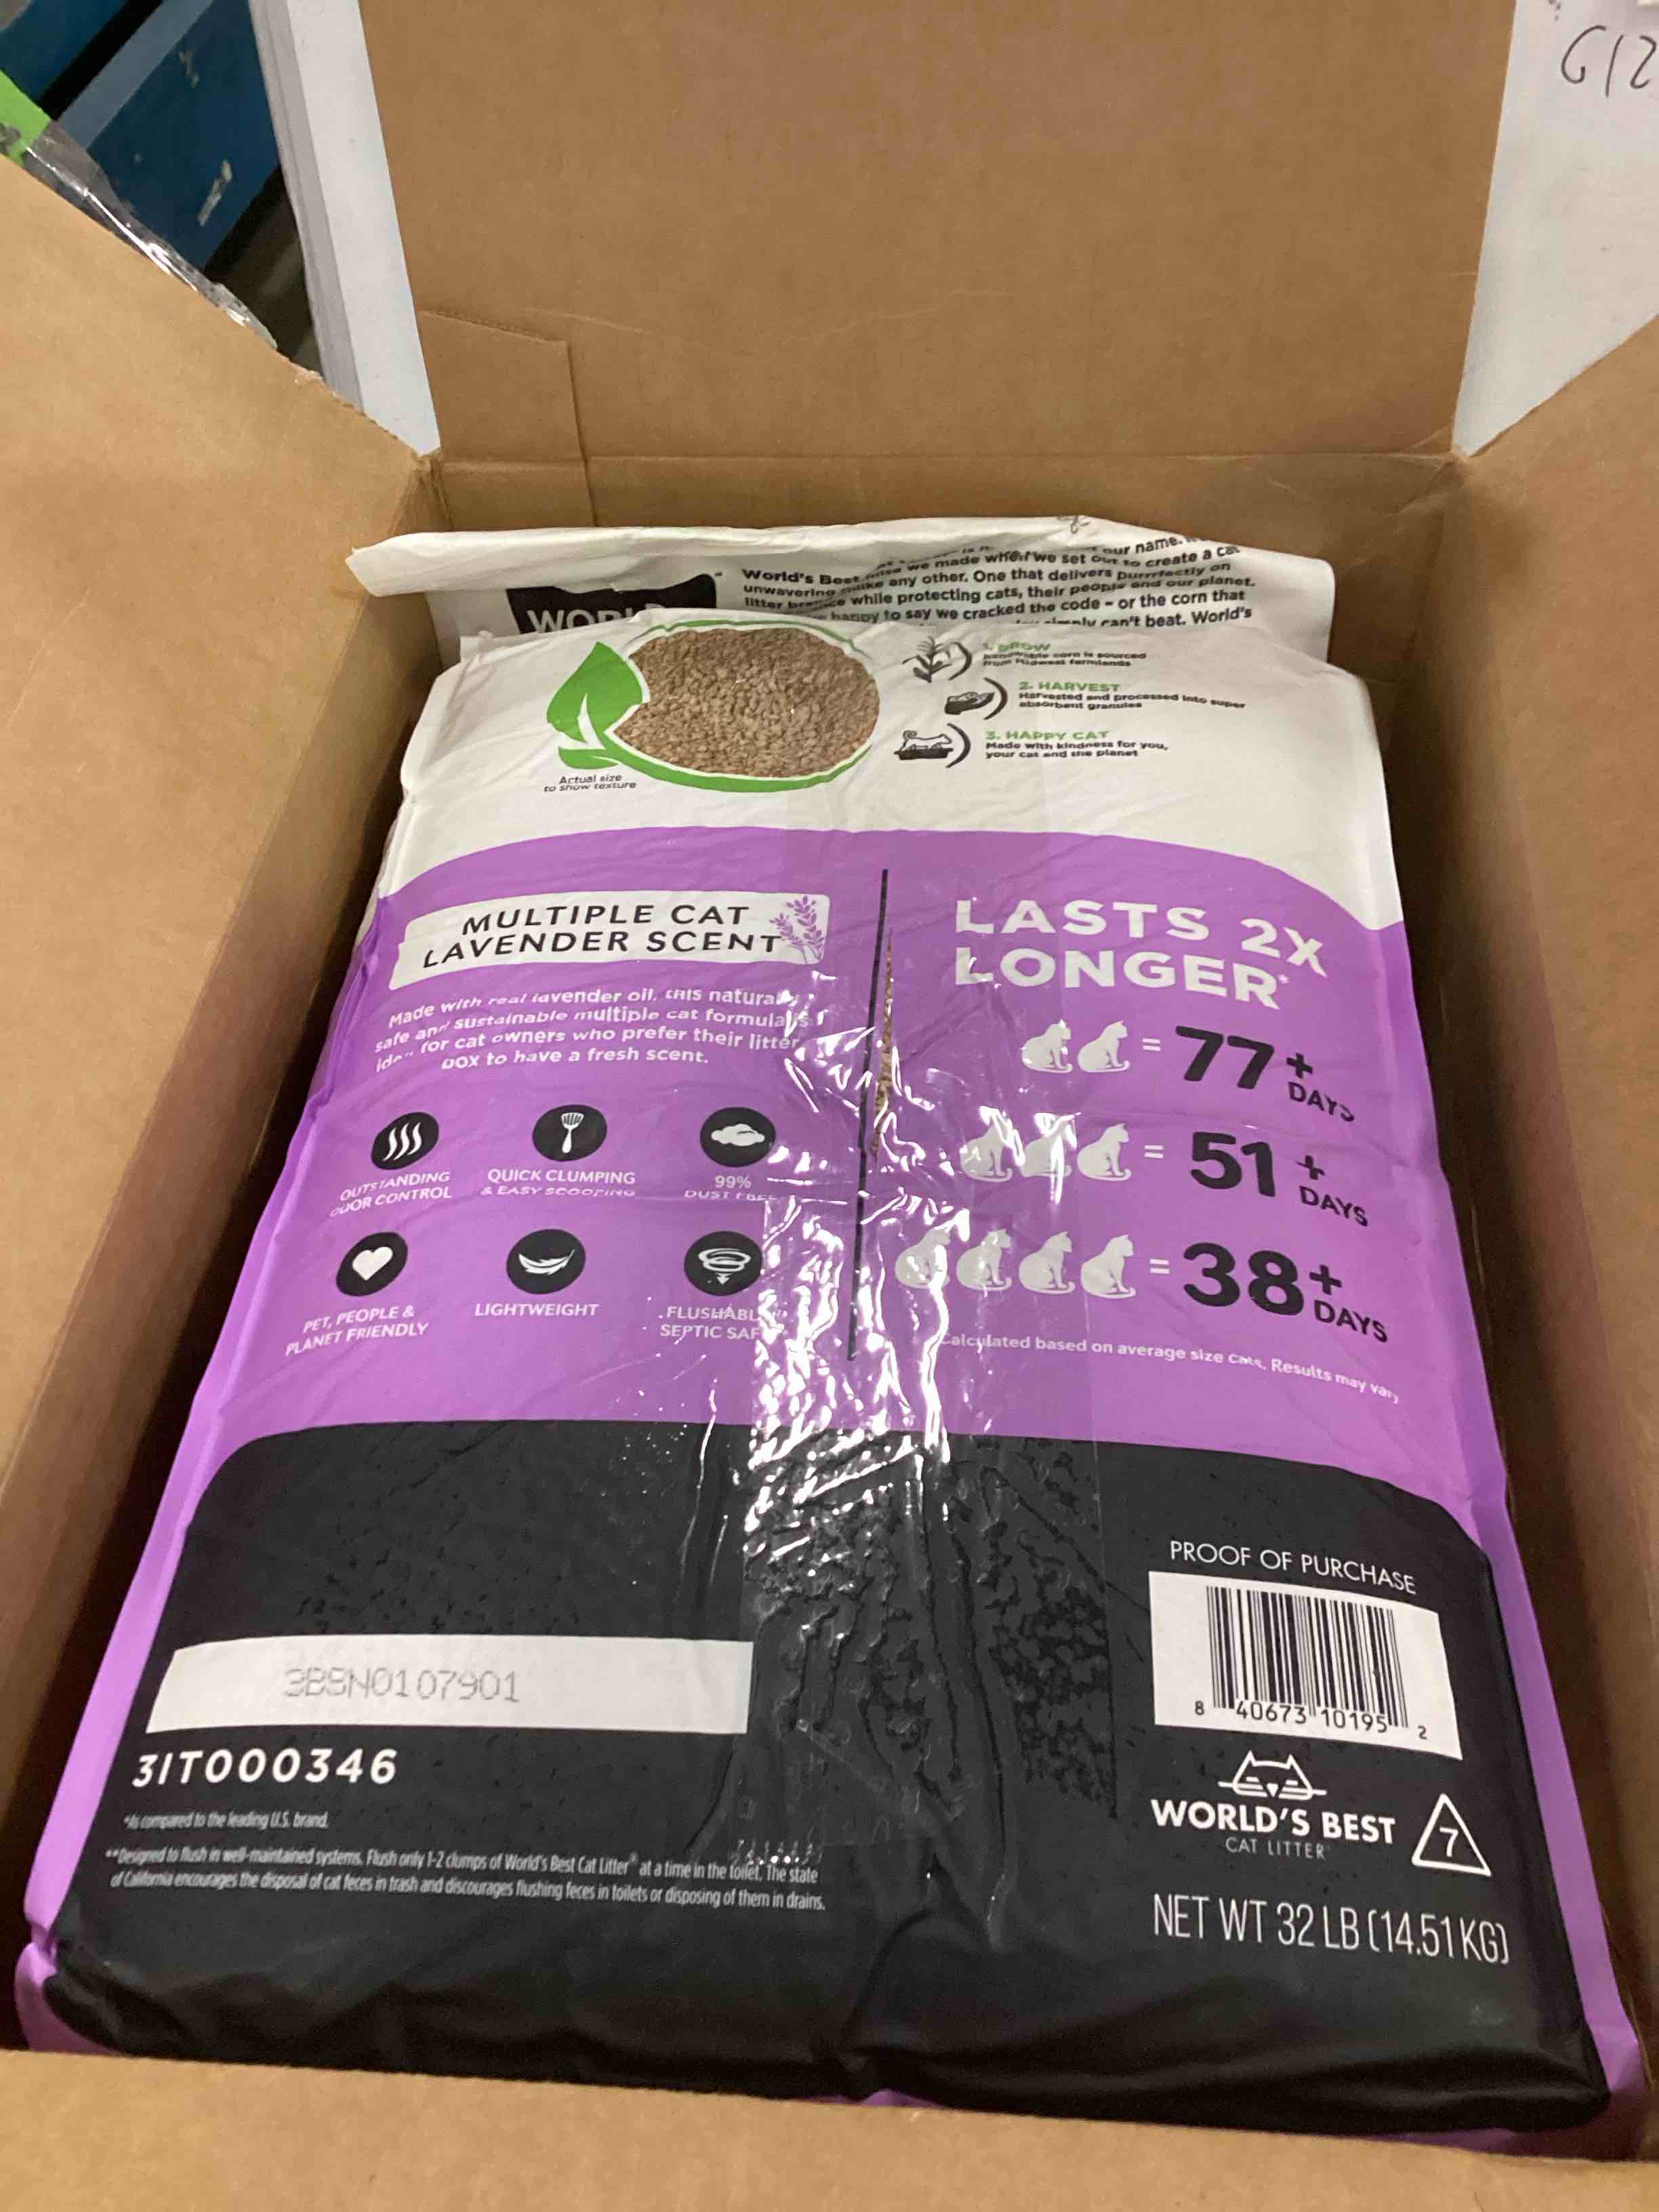 G12
our name.
we made when we set out to create a cat
World's Best
any other. One that delivers purrrfectly on
unwavering
while protecting cats, their people and our planet.
litter
happy to say we cracked the code – or the corn that
simply can't beat. World's
1. GROW
corn is sourced
from Midwest farmlands
2. HARVEST
Harvested and processed into super
absorbent granules
3. HAPPY CAT
Made with kindness for you,
your cat and the planet
Actual size
to show texture
MULTIPLE CAT
LAVENDER SCENT
Made with real lavender oil, this natural,
safe and sustainable multiple cat formula is
for cat owners who prefer their litter
box to have a fresh scent.
OUTSTANDING
ODOR CONTROL
QUICK CLUMPING
& EASY SCOOPING
99%
DUST FREE
PET, PEOPLE &
PLANET FRIENDLY
LIGHTWEIGHT
FLUSHABL
SEPTIC SAF
LASTS 2X
LONGER*
= 77+
DAYS
= 51+
DAYS
= 38+
DAYS
Calculated based on average size cats. Results may vary
PROOF OF PURCHASE
8 40673 10195 2
WORLD'S BEST
CAT LITTER
7
NET WT 32 LB (14.51 KG)
3BSN0107901
31T000346
*As compared to the leading U.S. brand.
**Designed to flush in well-maintained systems. Flush only 1-2 clumps of World's Best Cat Litter® at a time in the toilet. The state
of California encourages the disposal of cat feces in trash and discourages flushing feces in toilets or disposing of them in drains.